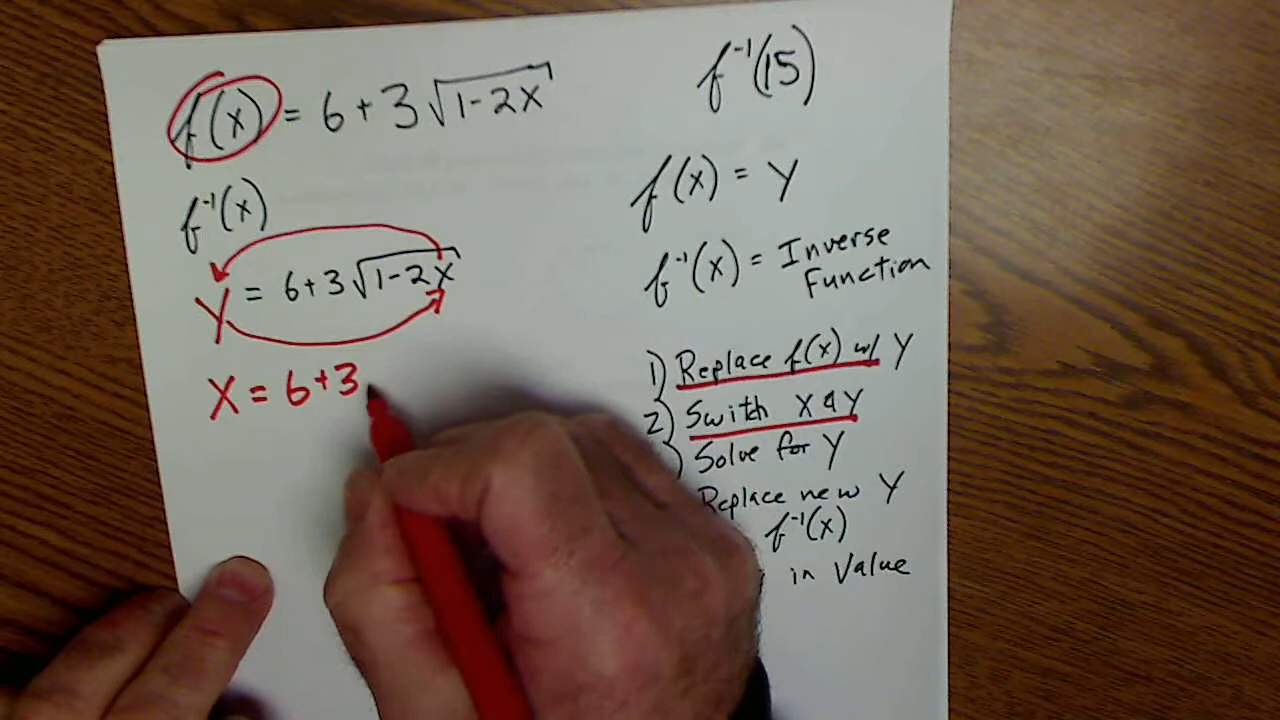 f(x) = 6+3√1-2x
f⁻¹(x)
Y = 6+3√1-2x
X = 6+3
f⁻¹(15)
f(x) = Y
f⁻¹(x) = Inverse
Function
1) Replace f(x) w/ Y
2) Swith X & Y
) Solve for Y
Replace new Y
f⁻¹(x)
in Value